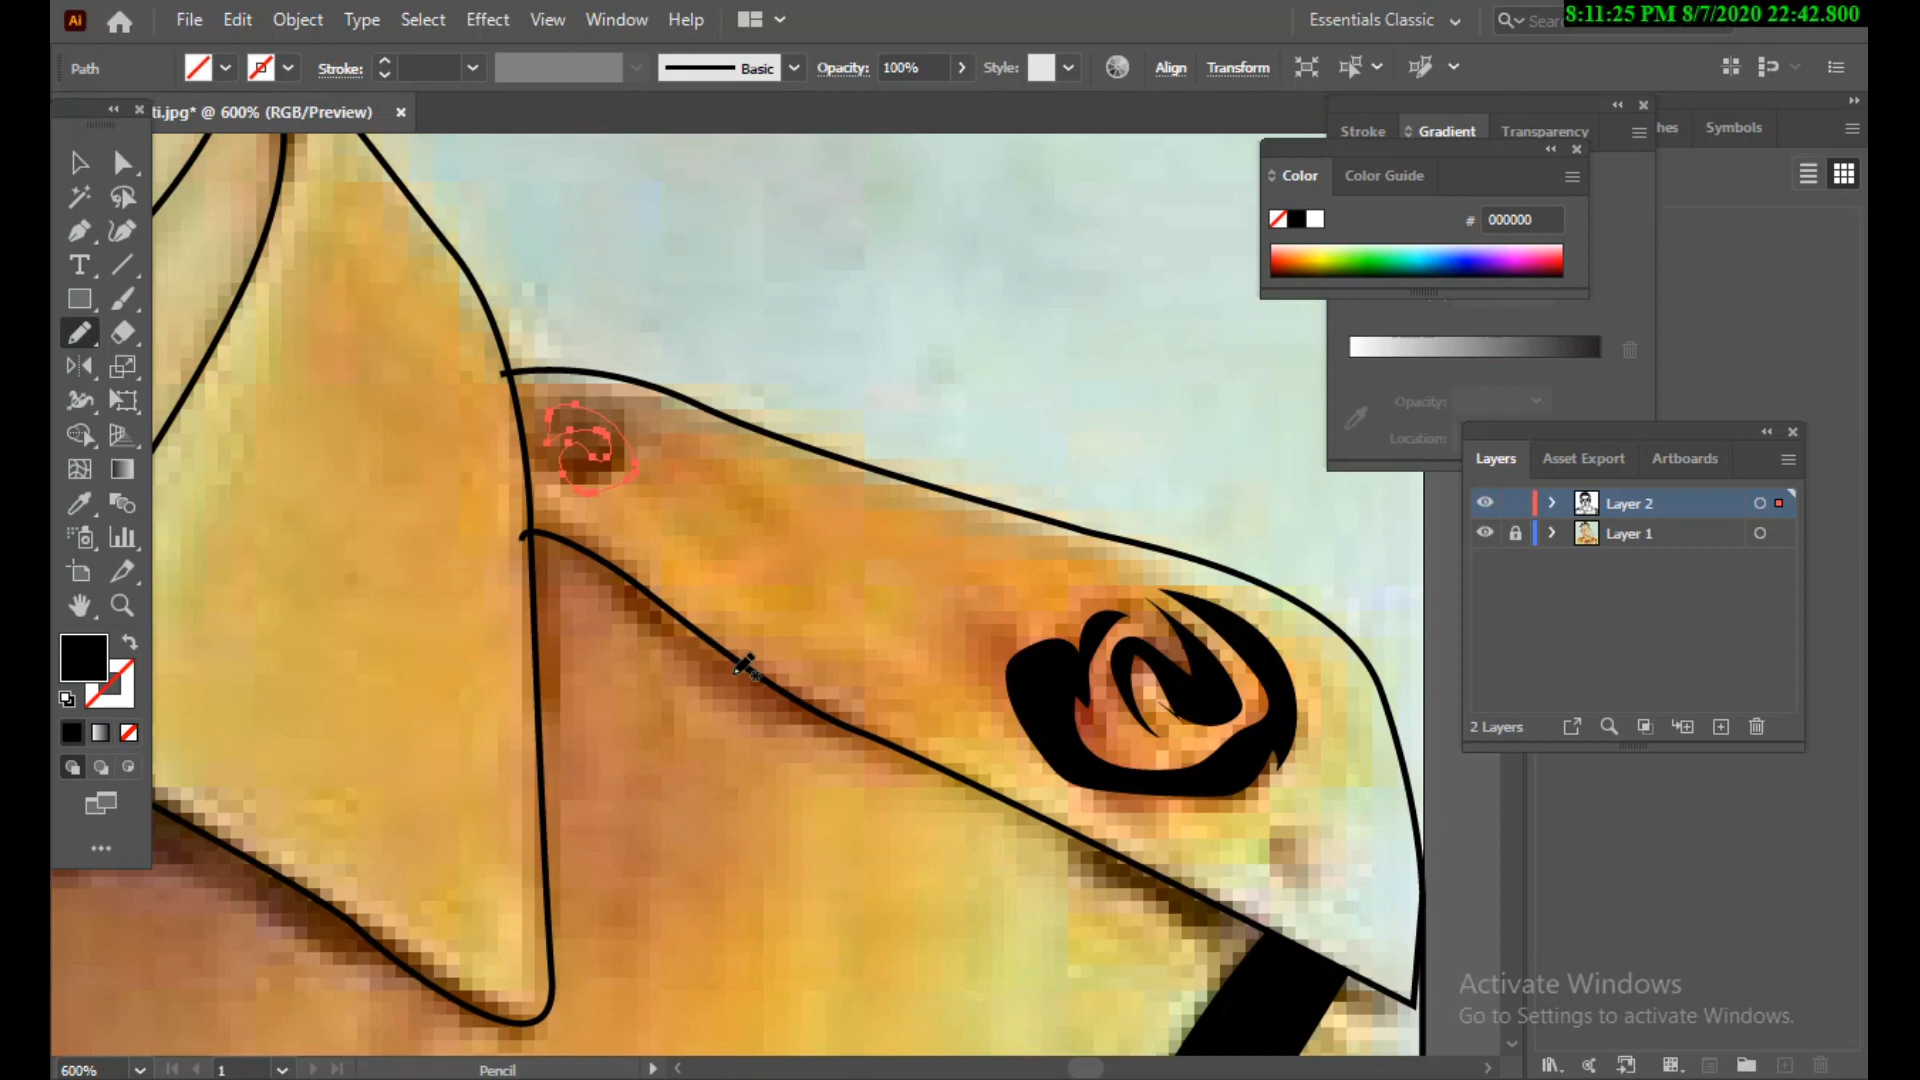 8:11:25 PM 8/7/2020 22:42.800
Ai File Edit Object Type Select Effect View Window Help Essentials Classic
Path Stroke: Basic Opacity: 100% Style: Align Transform
ti.jpg* @ 600% (RGB/Preview)
Stroke Gradient Transparency
hes Symbols
Color Color Guide
# 000000
Opacity:
Location:
Layers Asset Export Artboards
Layer 2
Layer 1
2 Layers
Activate Windows
Go to Settings to activate Windows.
600% 1 Pencil